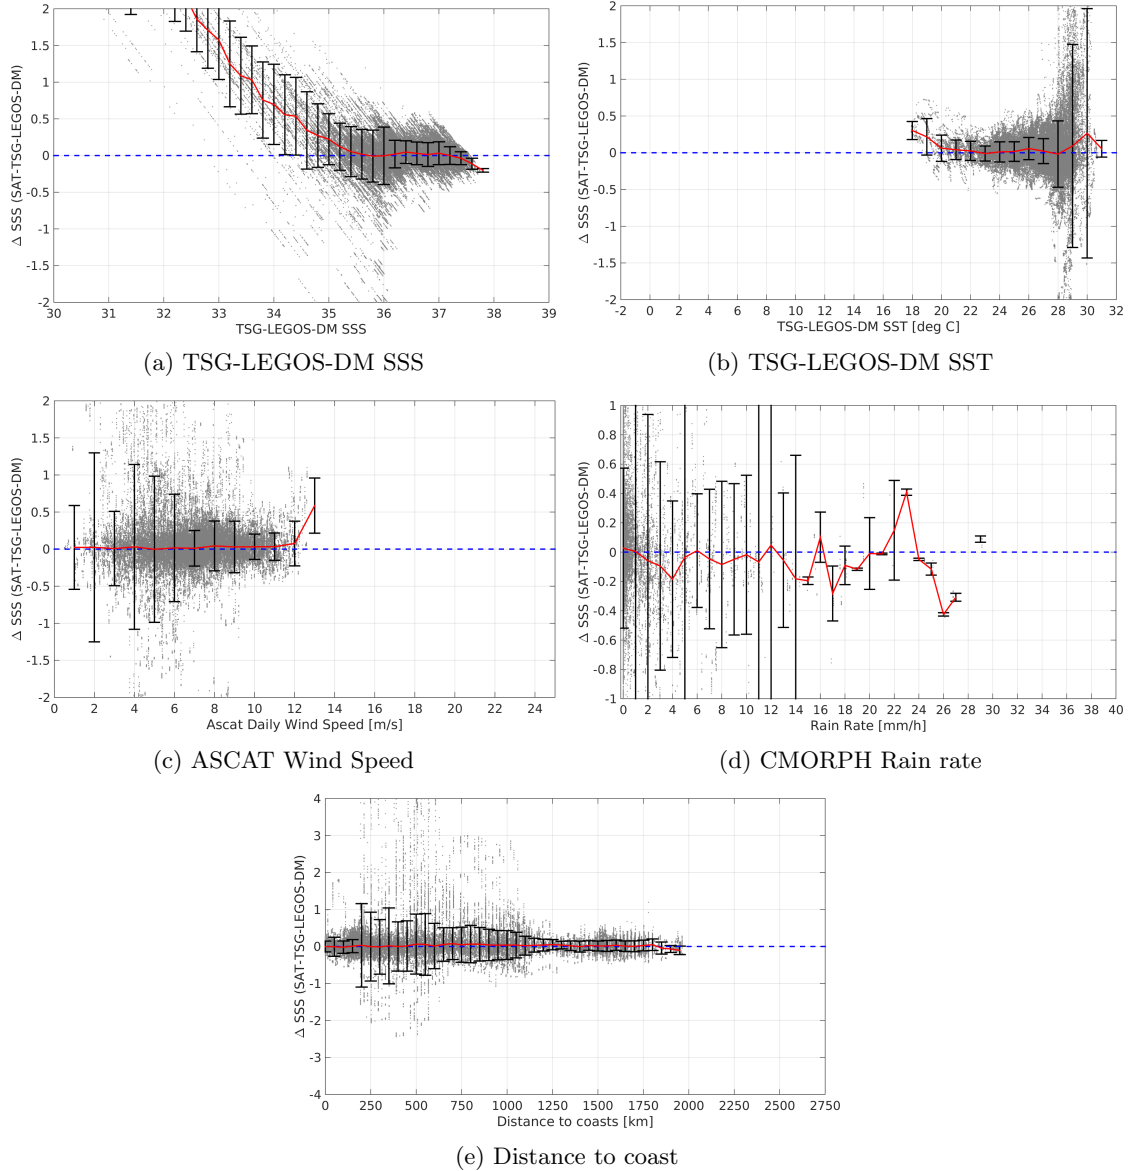 2
1.5
1
0.5
0
-0.5
-1
-1.5
-2
Δ SSS (SAT-TSG-LEGOS-DM)
30 31 32 33 34 35 36 37 38 39
TSG-LEGOS-DM SSS
(a) TSG-LEGOS-DM SSS
2
1.5
1
0.5
0
-0.5
-1
-1.5
-2
Δ SSS (SAT-TSG-LEGOS-DM)
-2 0 2 4 6 8 10 12 14 16 18 20 22 24 26 28 30 32
TSG-LEGOS-DM SST [deg C]
(b) TSG-LEGOS-DM SST
2
1.5
1
0.5
0
-0.5
-1
-1.5
-2
Δ SSS (SAT-TSG-LEGOS-DM)
0 2 4 6 8 10 12 14 16 18 20 22 24
Ascat Daily Wind Speed [m/s]
(c) ASCAT Wind Speed
1
0.8
0.6
0.4
0.2
0
-0.2
-0.4
-0.6
-0.8
-1
Δ SSS (SAT-TSG-LEGOS-DM)
0 2 4 6 8 10 12 14 16 18 20 22 24 26 28 30 32 34 36 38 40
Rain Rate [mm/h]
(d) CMORPH Rain rate
4
3
2
1
0
-1
-2
-3
-4
Δ SSS (SAT-TSG-LEGOS-DM)
0 250 500 750 1000 1250 1500 1750 2000 2250 2500 2750
Distance to coasts [km]
(e) Distance to coast